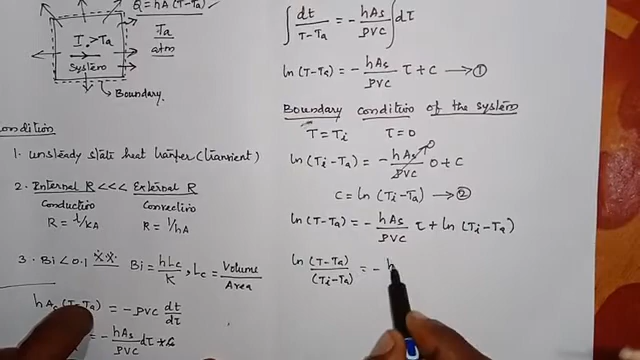 Q = hA(T-Ta)
T. > Ta
System
Ta
atm
Boundary.
condition
1. Unsteady state heat tranfer (transient)
2. Internal R <<< External R
Conduction Convection
R = L/KA R = 1/hA
3. Bi < 0.1 ※※ Bi = hLc/K, Lc = Volume/Area
hAs(T-Ta) = -ρVC dt/dτ
= -hAs/ρVC dτ
∫ dt/T-Ta = -hAs/ρVC ∫ dτ
ln(T-Ta) = -hAs/ρVC τ + C → ①
Boundary condition of the system
T = Ti τ = 0
ln(Ti-Ta) = -hAs/ρVC 0 + C
C = ln(Ti-Ta) → ②
ln(T-Ta) = -hAs/ρVC τ + ln(Ti-Ta)
ln (T-Ta)/(Ti-Ta) = - h